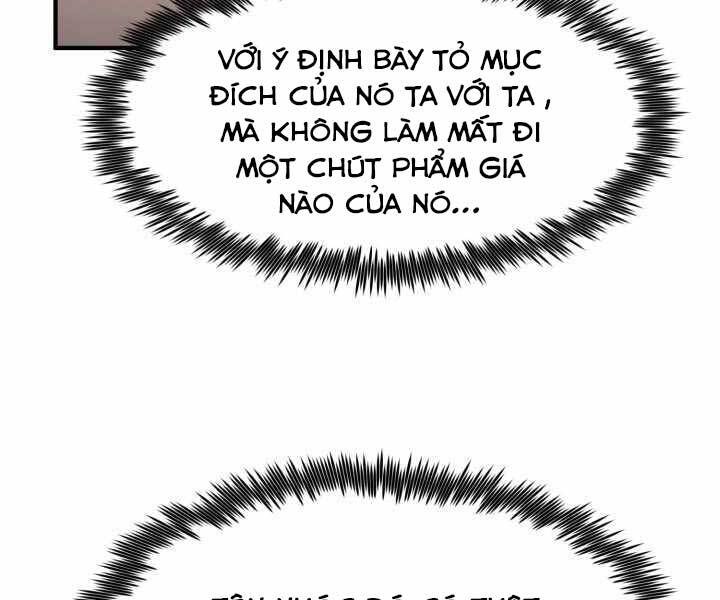 VỚI Ý ĐỊNH BÀY TỎ MỤC
ĐÍCH CỦA NÓ TA VỚI TA ,
MÀ KHÔNG LÀM MẤT ĐI
MỘT CHÚT PHẨM GIÁ
NÀO CỦA NÓ...